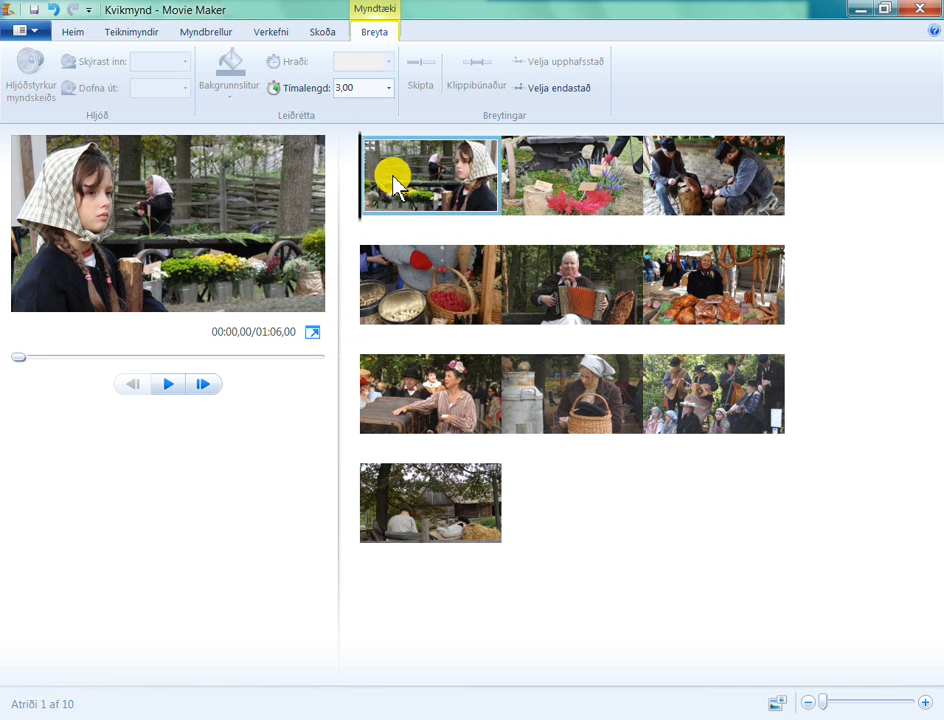 Kvikmynd - Movie Maker
Myndtæki
Heim Teiknimyndir Myndbrellur Verkefni Skoða Breyta
Hljóðstyrkur myndskeiðs
Skýrast inn:
Dofna út:
Hljóð
Bakgrunnslitur
Hraði:
Tímalengd: 3,00
Leiðrétta
Skipta
Klippibúnaður
Velja upphafsstað
Velja endastað
Breytingar
00:00,00/01:06,00
Atriði 1 af 10